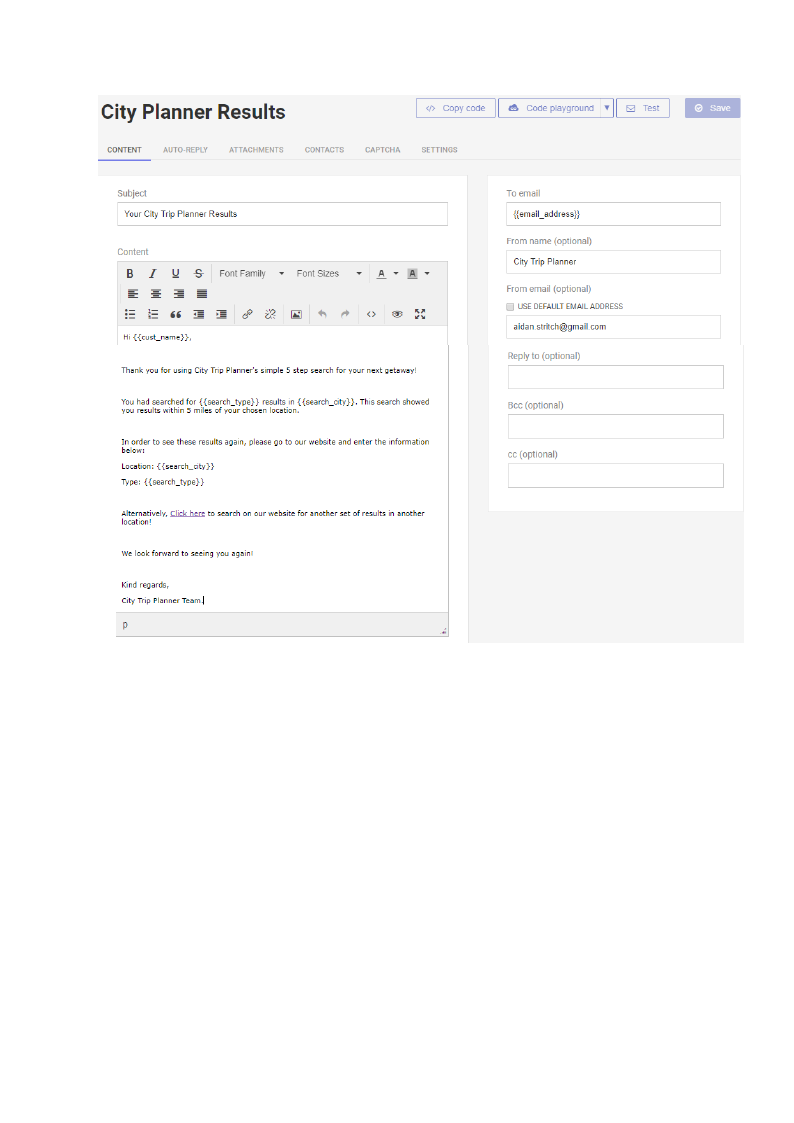 City Planner Results
</> Copy code
Code playground
Test
Save
CONTENT AUTO-REPLY ATTACHMENTS CONTACTS CAPTCHA SETTINGS
Subject
Your City Trip Planner Results
Content
B I U S Font Family Font Sizes A A
Hi {{cust_name}},
Thank you for using City Trip Planner's simple 5 step search for your next getaway!
You had searched for {{search_type}} results in {{search_city}}. This search showed
you results within 5 miles of your chosen location.
In order to see these results again, please go to our website and enter the information
below:
Location: {{search_city}}
Type: {{search_type}}
Alternatively, Click here to search on our website for another set of results in another
location!
We look forward to seeing you again!
Kind regards,
City Trip Planner Team.
p
To email
{{email_address}}
From name (optional)
City Trip Planner
From email (optional)
USE DEFAULT EMAIL ADDRESS
aidan.stritch@gmail.com
Reply to (optional)
Bcc (optional)
cc (optional)